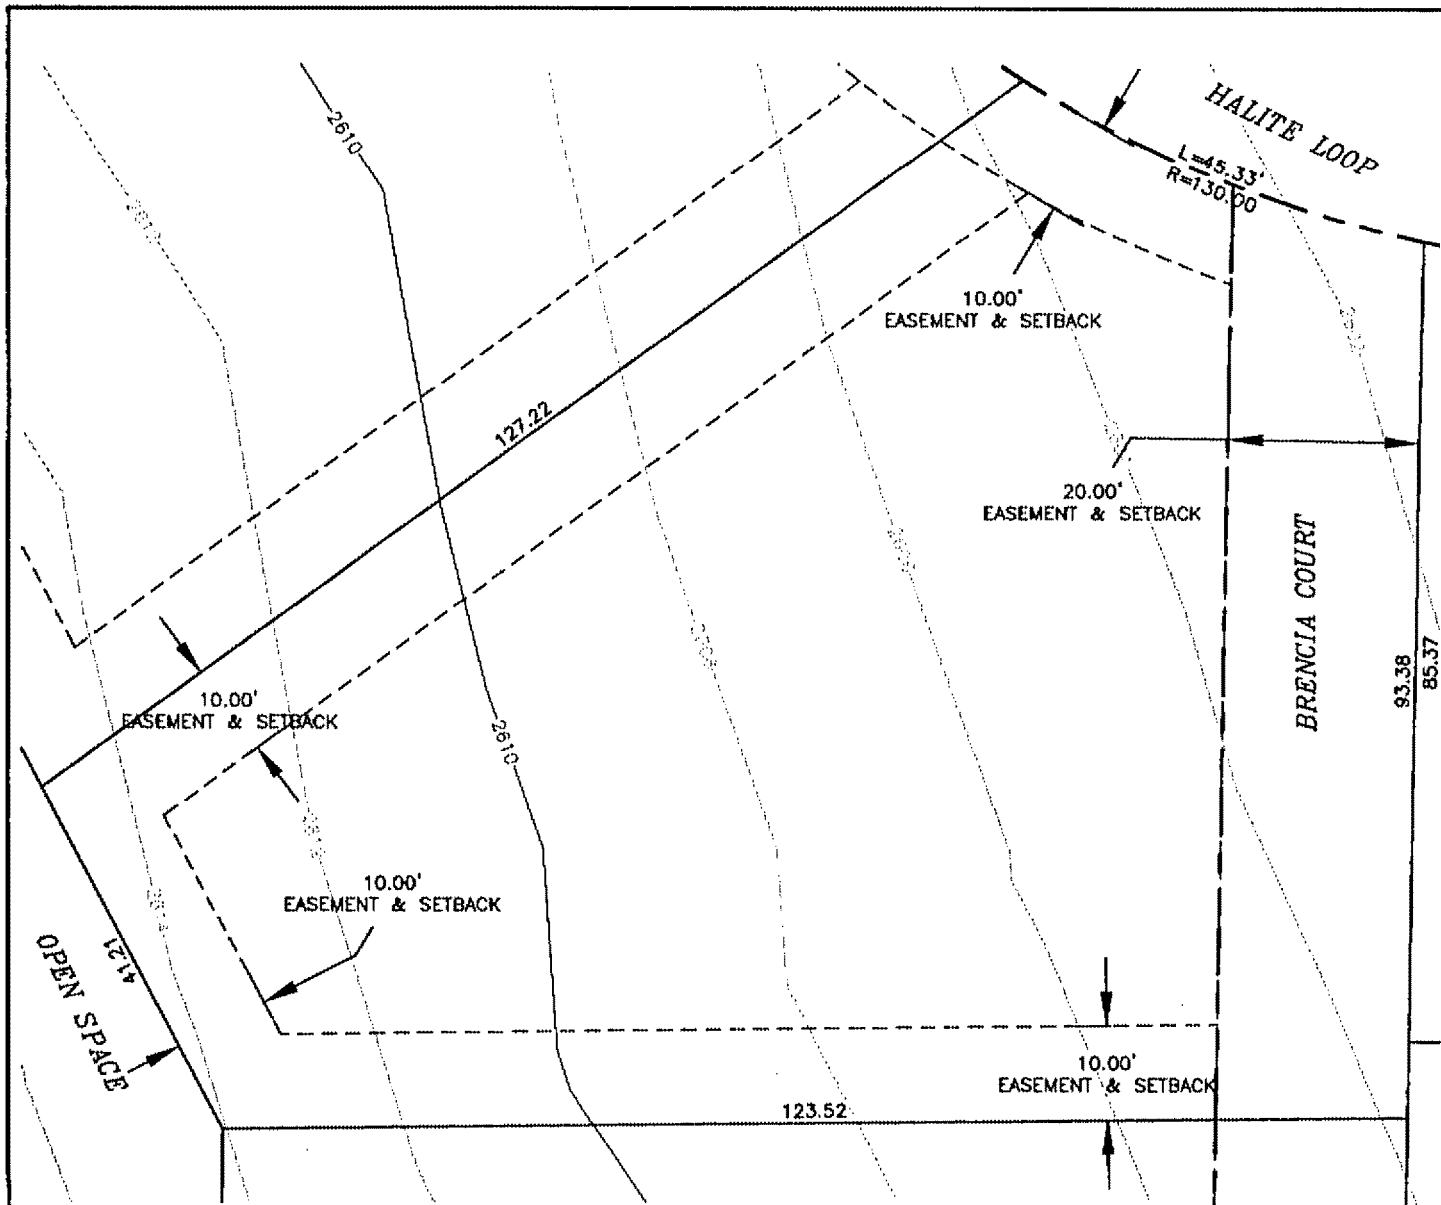 HALITE LOOP
L=45.33'
R=130.00
2610
10.00'
EASEMENT & SETBACK
127.22
20.00'
EASEMENT & SETBACK
BRENCIA COURT
93.38
85.37
10.00'
EASEMENT & SETBACK
2610
10.00'
EASEMENT & SETBACK
41.21
OPEN SPACE
10.00'
EASEMENT & SETBACK
123.52